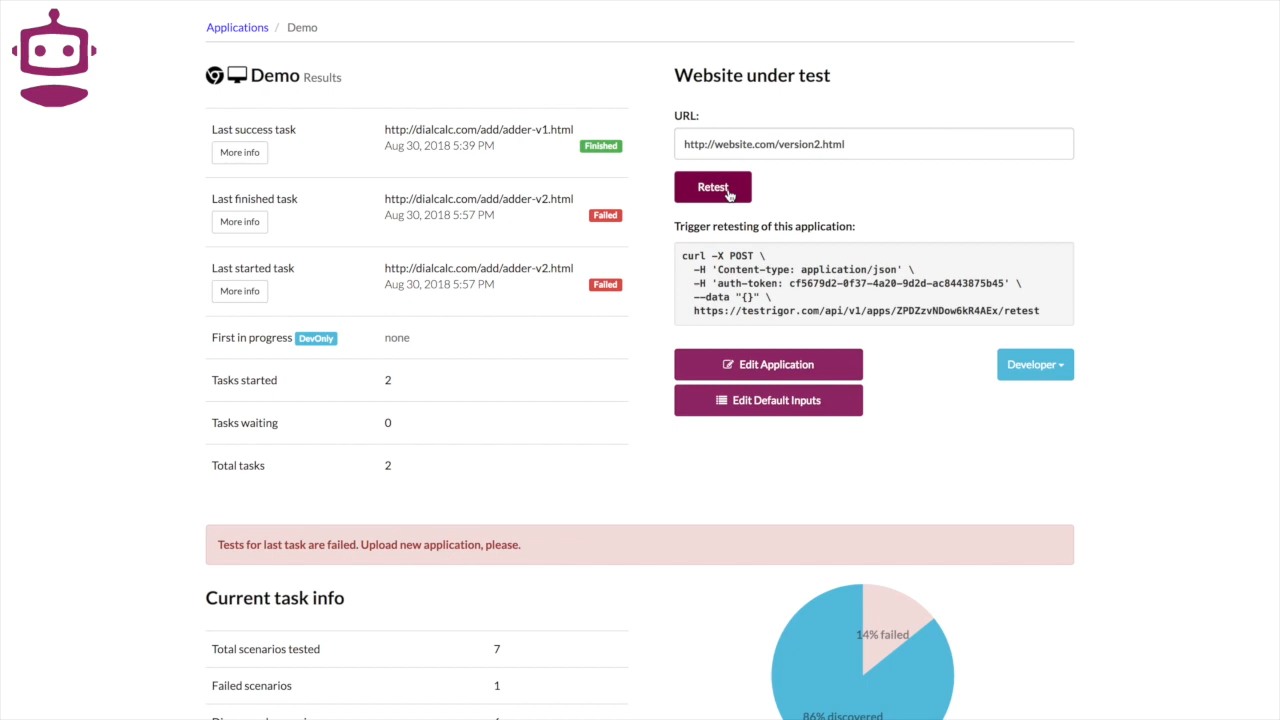 Applications / Demo
Demo Results
Last success task
More info
http://dialcalc.com/add/adder-v1.html
Aug 30, 2018 5:39 PM
Finished
Last finished task
More info
http://dialcalc.com/add/adder-v2.html
Aug 30, 2018 5:57 PM
Failed
Last started task
More info
http://dialcalc.com/add/adder-v2.html
Aug 30, 2018 5:57 PM
Failed
First in progress DevOnly none
Tasks started 2
Tasks waiting 0
Total tasks 2
Website under test
URL:
http://website.com/version2.html
Retest
Trigger retesting of this application:
curl -X POST \
-H 'Content-type: application/json' \
-H 'auth-token: cf5679d2-0f37-4a20-9d2d-ac8443875b45' \
--data "{}" \
https://testrigor.com/api/v1/apps/ZPDZzvNDow6kR4AEx/retest
Edit Application
Developer
Edit Default Inputs
Tests for last task are failed. Upload new application, please.
Current task info
Total scenarios tested 7
Failed scenarios 1
14% failed
86% discovered